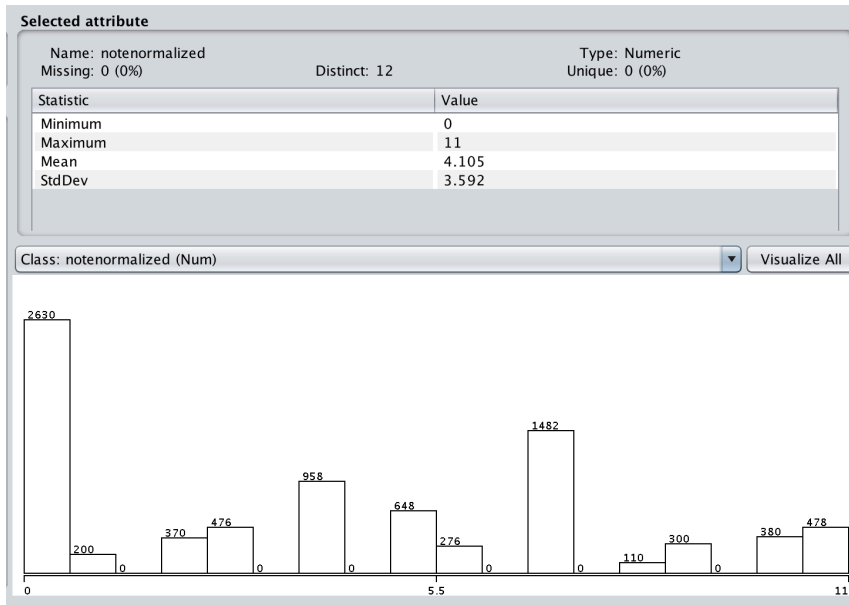 Selected attribute
Name: notenormalized Type: Numeric
Missing: 0 (0%) Distinct: 12 Unique: 0 (0%)
Statistic Value
Minimum 0
Maximum 11
Mean 4.105
StdDev 3.592
Class: notenormalized (Num) Visualize All
2630
1482
958
648
370 476 380 478
200 276 110 300
0 0 0 0 0 0
0 5.5 11